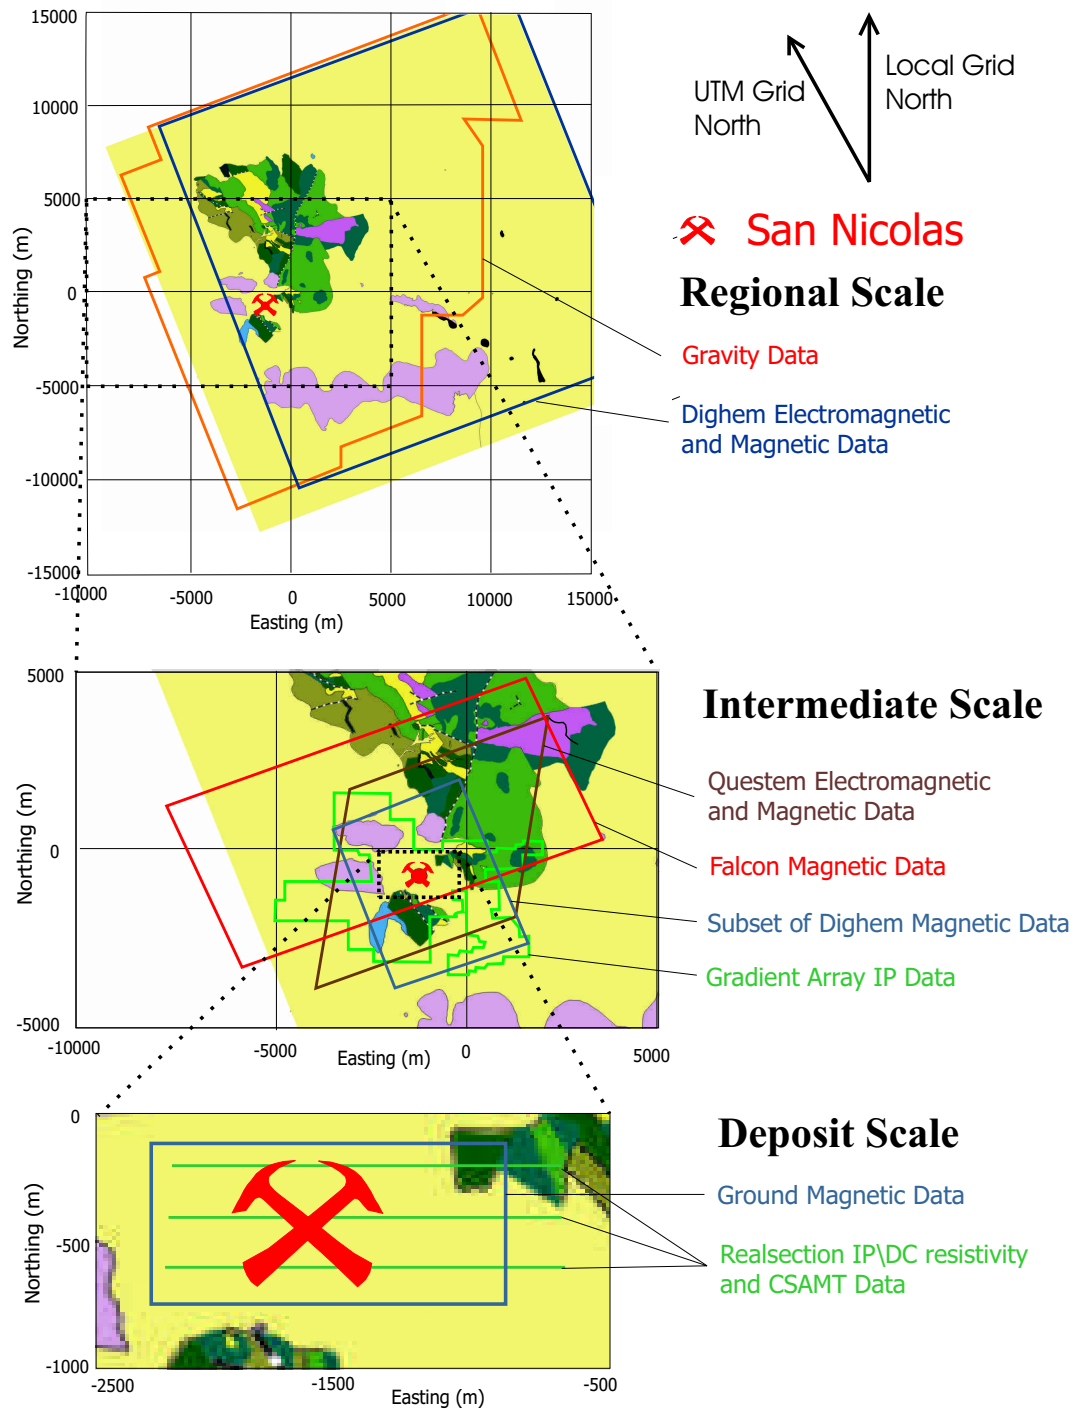 15000
10000
5000
0
-5000
-10000
-15000
Northing (m)
-10000
-5000
0
5000
10000
15000
Easting (m)
UTM Grid
North
Local Grid
North
San Nicolas
Regional Scale
Gravity Data
Dighem Electromagnetic
and Magnetic Data
5000
0
-5000
Northing (m)
-10000
-5000
0
5000
Easting (m)
Intermediate Scale
Questem Electromagnetic
and Magnetic Data
Falcon Magnetic Data
Subset of Dighem Magnetic Data
Gradient Array IP Data
0
-500
-1000
Northing (m)
-2500
-1500
-500
Easting (m)
Deposit Scale
Ground Magnetic Data
Realsection IP\DC resistivity
and CSAMT Data